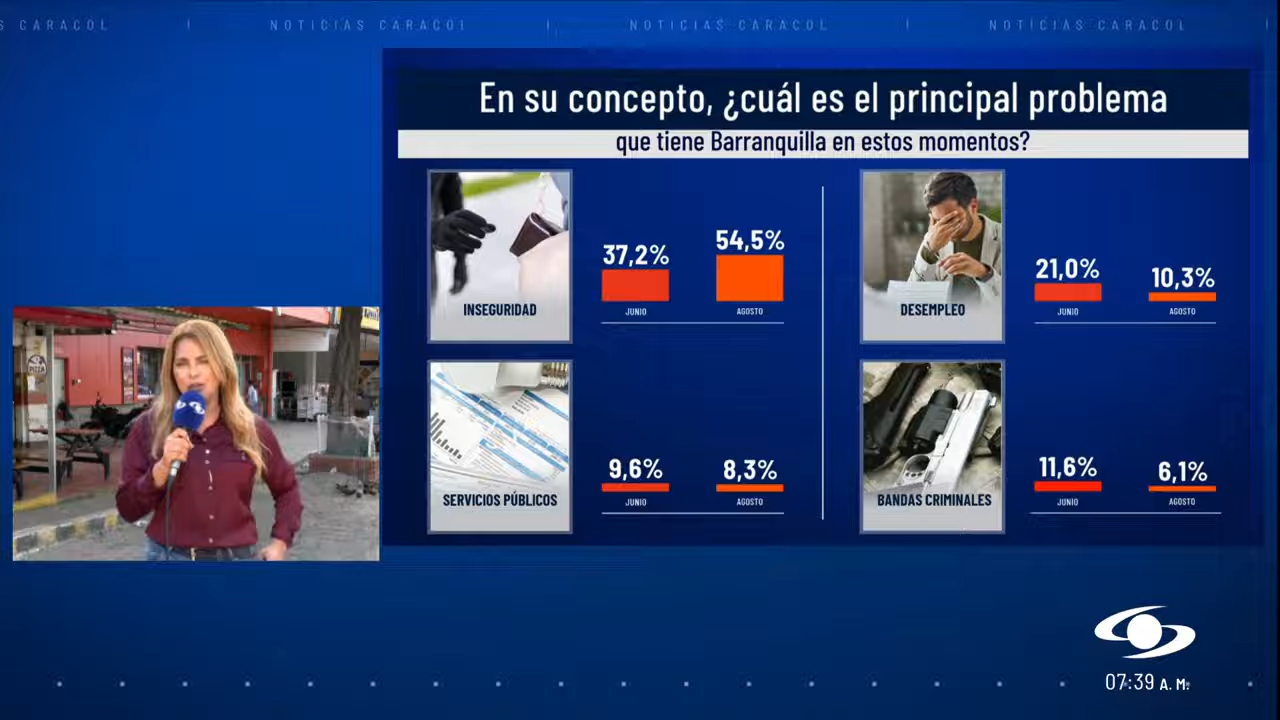 S CARACOL | NOTICIAS CARACOL | NOTICIAS CARACOL | NOTICIAS CARACOL
En su concepto, ¿cuál es el principal problema
que tiene Barranquilla en estos momentos?
INSEGURIDAD
37,2%
JUNIO
54,5%
AGOSTO
DESEMPLEO
21,0%
JUNIO
10,3%
AGOSTO
SERVICIOS PÚBLICOS
9,6%
JUNIO
8,3%
AGOSTO
BANDAS CRIMINALES
11,6%
JUNIO
6,1%
AGOSTO
07:39 A. M.